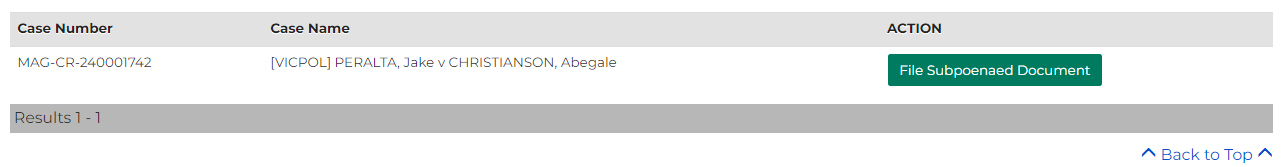 Case Number Case Name ACTION
MAG-CR-240001742 [VICPOL] PERALTA, Jake v CHRISTIANSON, Abegale File Subpoenaed Document
Results 1 - 1
Back to Top